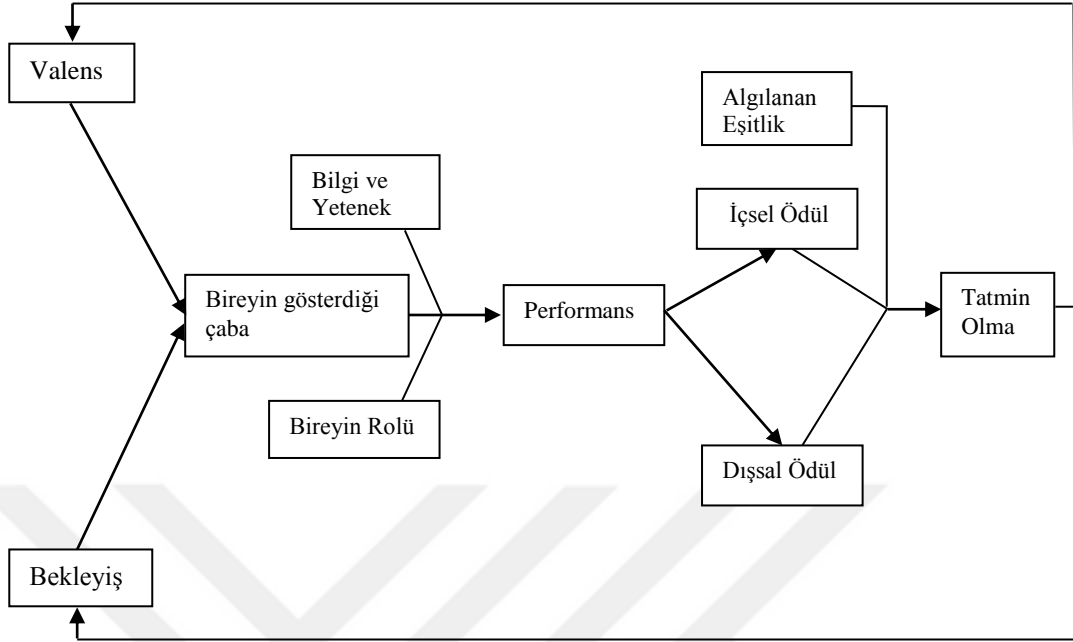 Valens
Algılanan
Eşitlik
Bilgi ve
Yetenek
İçsel Ödül
Bireyin gösterdiği
çaba
Performans
Tatmin
Olma
Bireyin Rolü
Dışsal Ödül
Bekleyiş